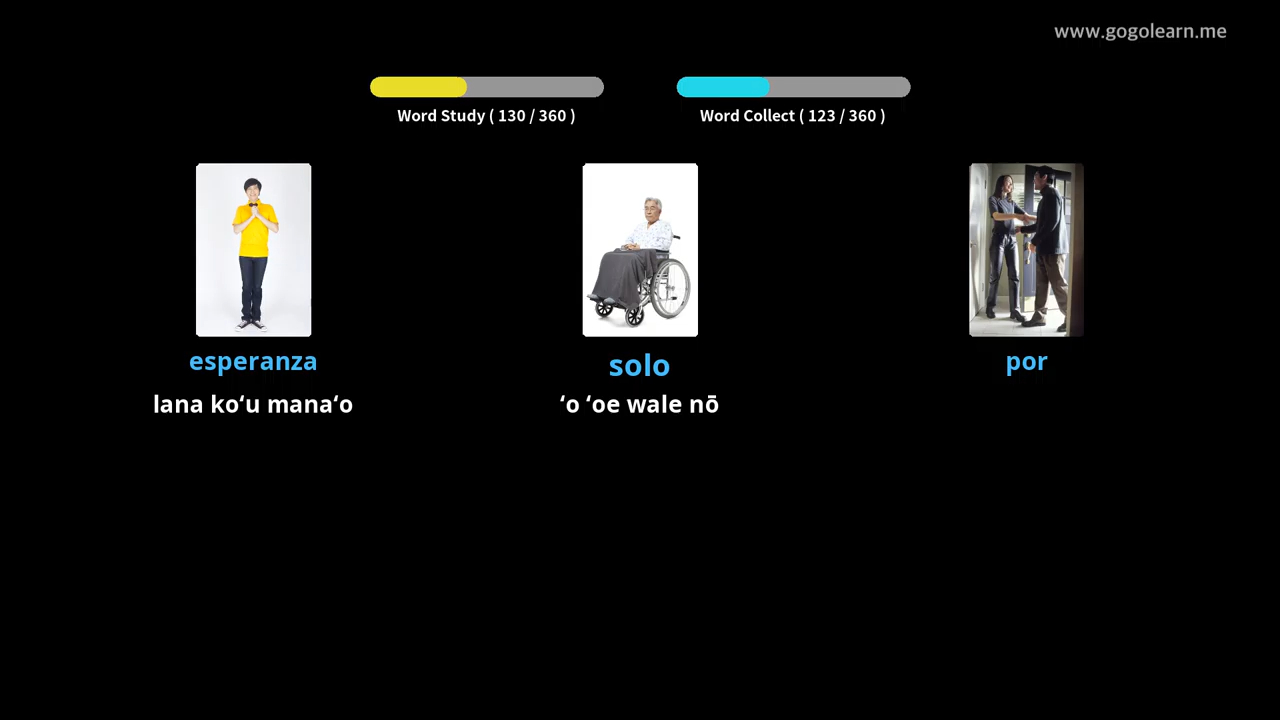 www.gogolearn.me
Word Study ( 130 / 360 )
Word Collect ( 123 / 360 )
esperanza
solo
por
lana koʻu manaʻo
ʻo ʻoe wale nō